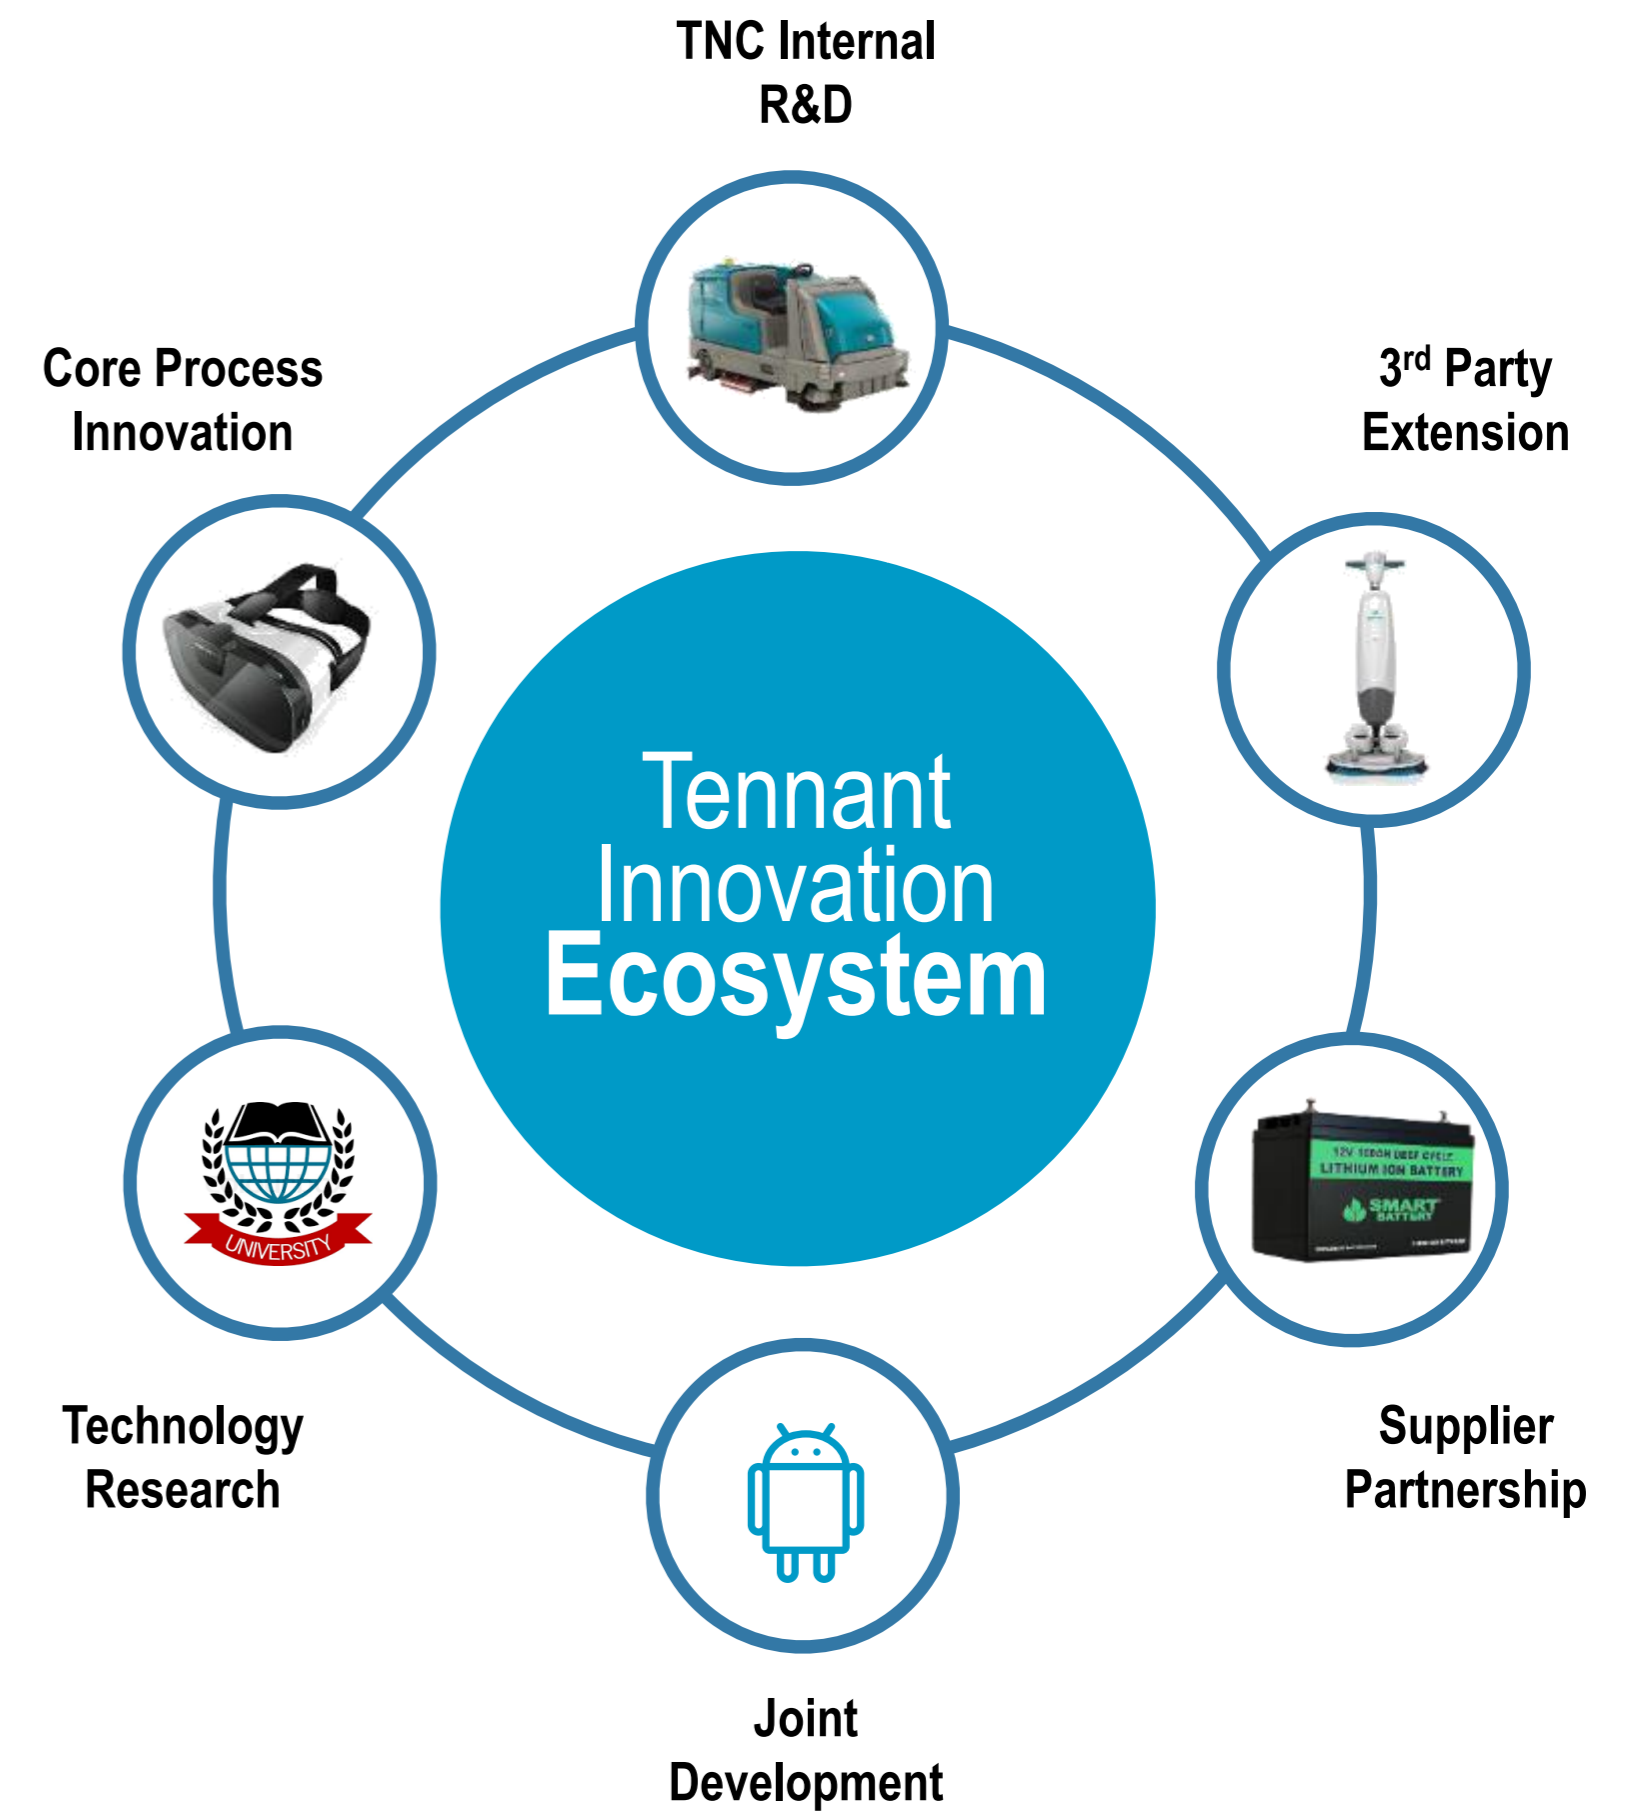 TNC Internal
R&D
Core Process
Innovation
3rd Party
Extension
Tennant
Innovation
Ecosystem
UNIVERSITY
LITHIUM ION BATTERY
SMART
BATTERY
Technology
Research
Supplier
Partnership
Joint
Development